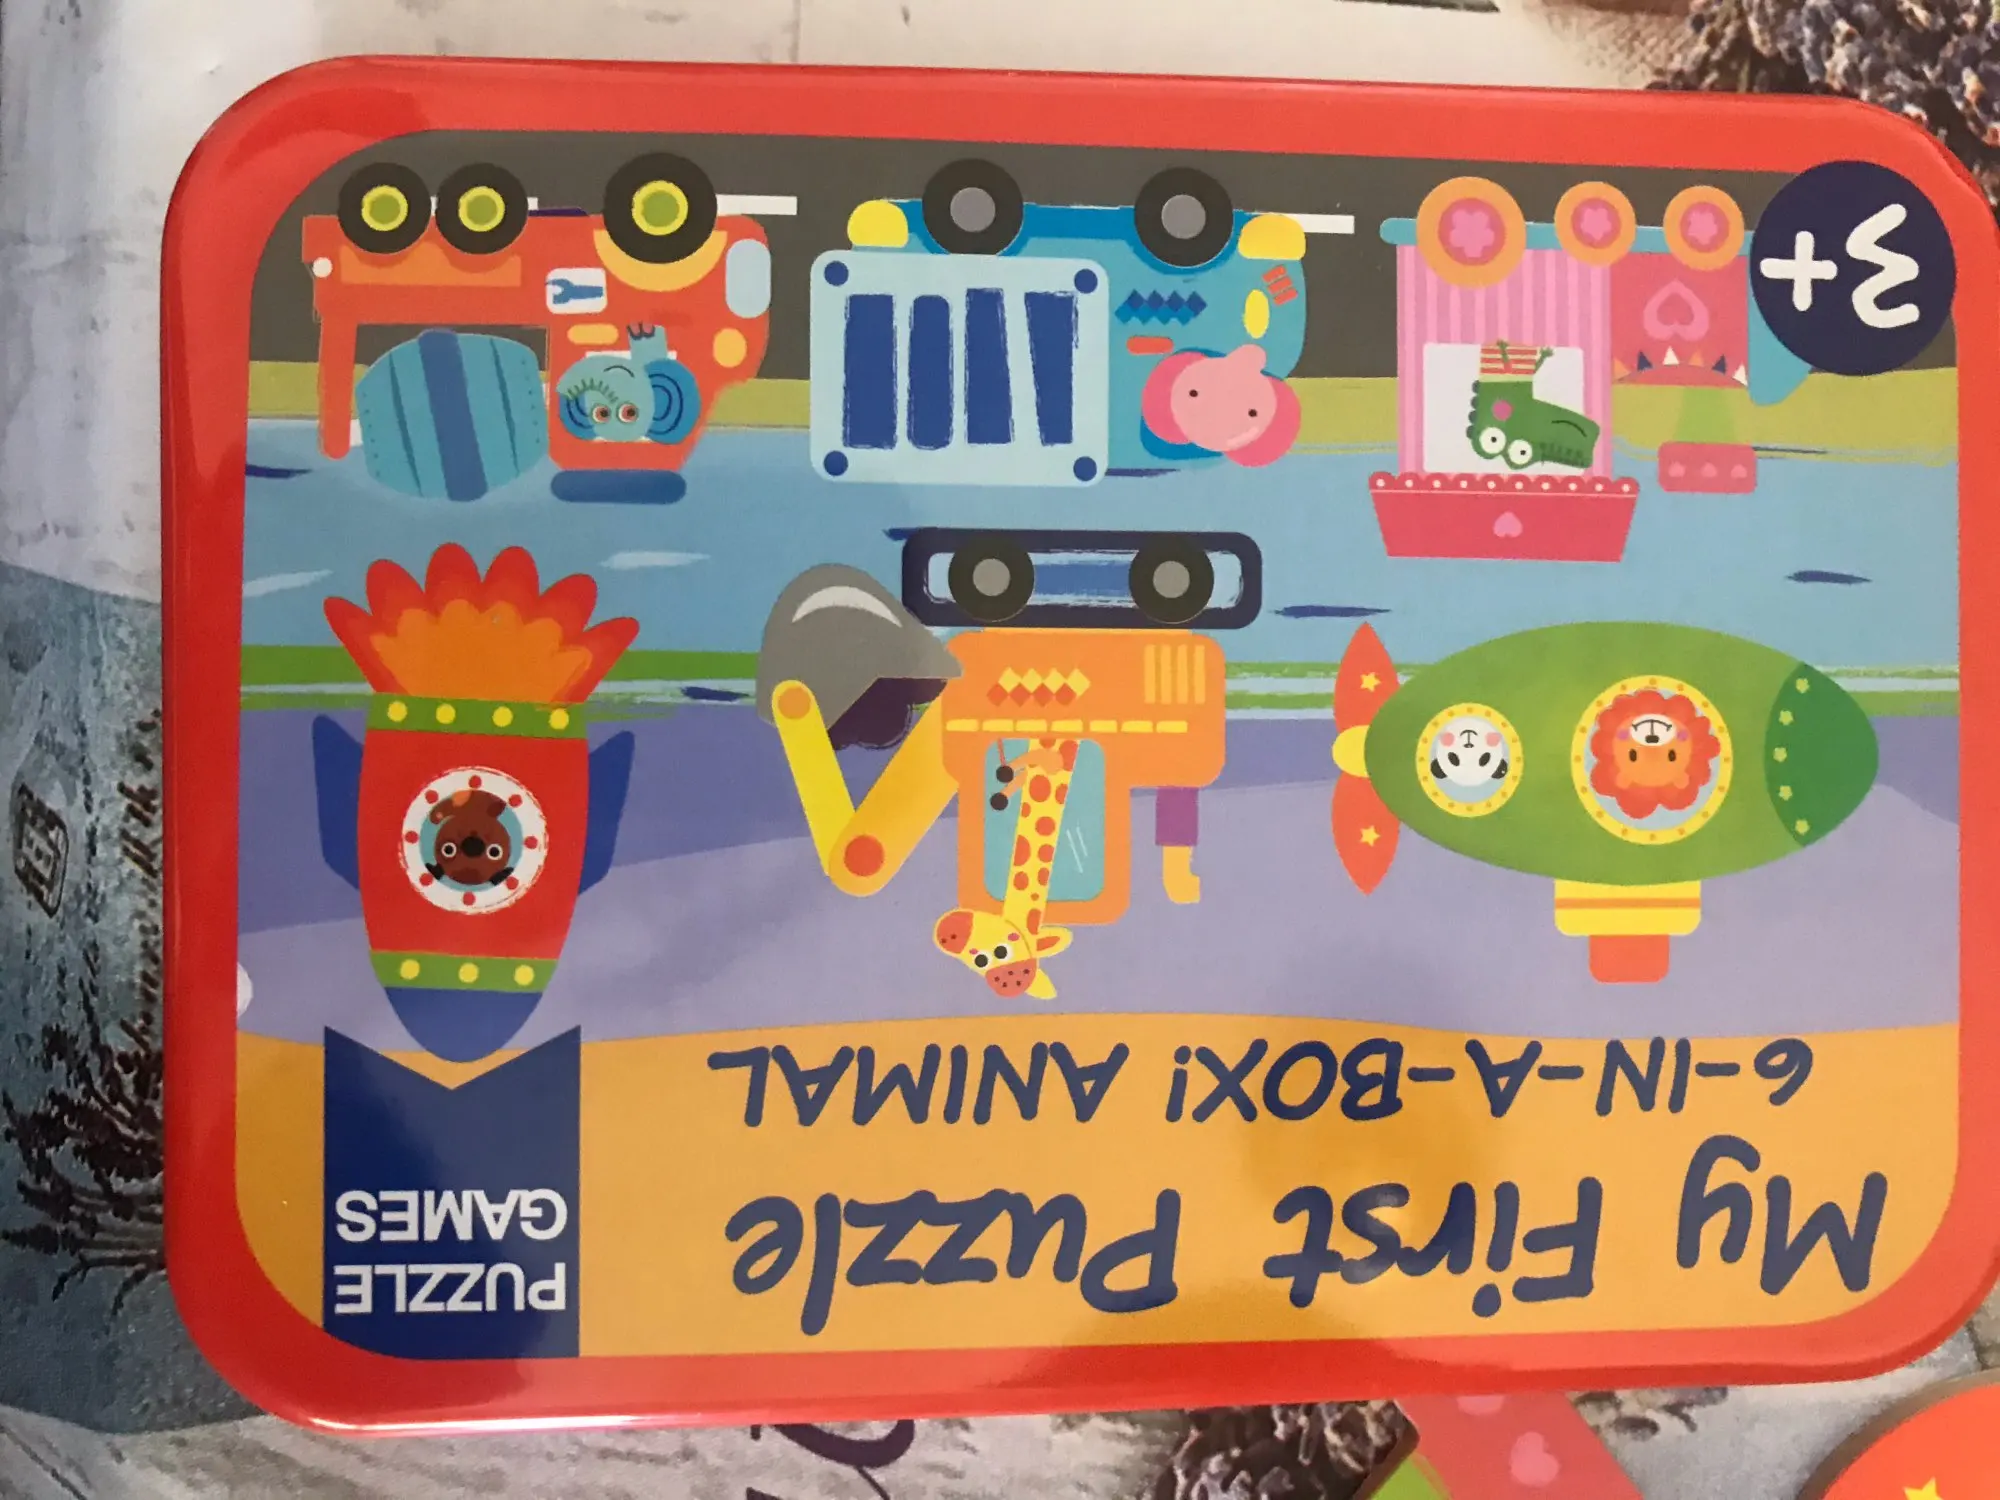 My First Puzzle
6-IN-A-BOX! ANIMAL
PUZZLE
GAMES
3+